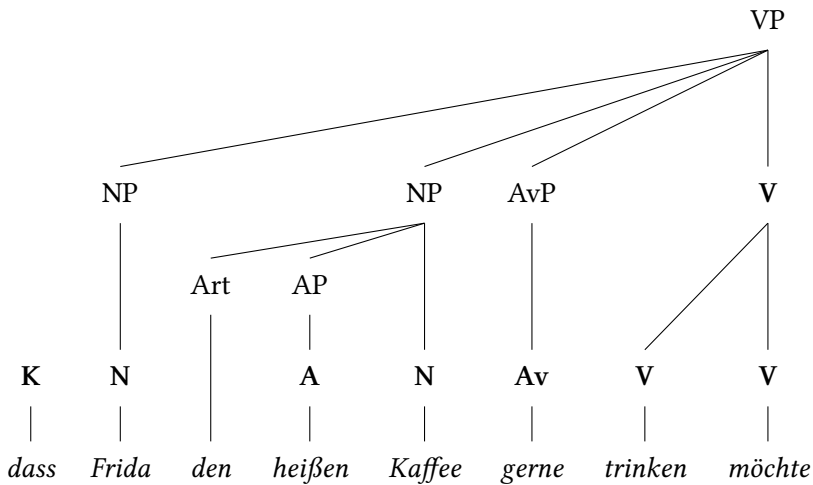 VP
NP NP AvP V
Art AP
K N A N Av V V
dass Frida den heißen Kaffee gerne trinken möchte